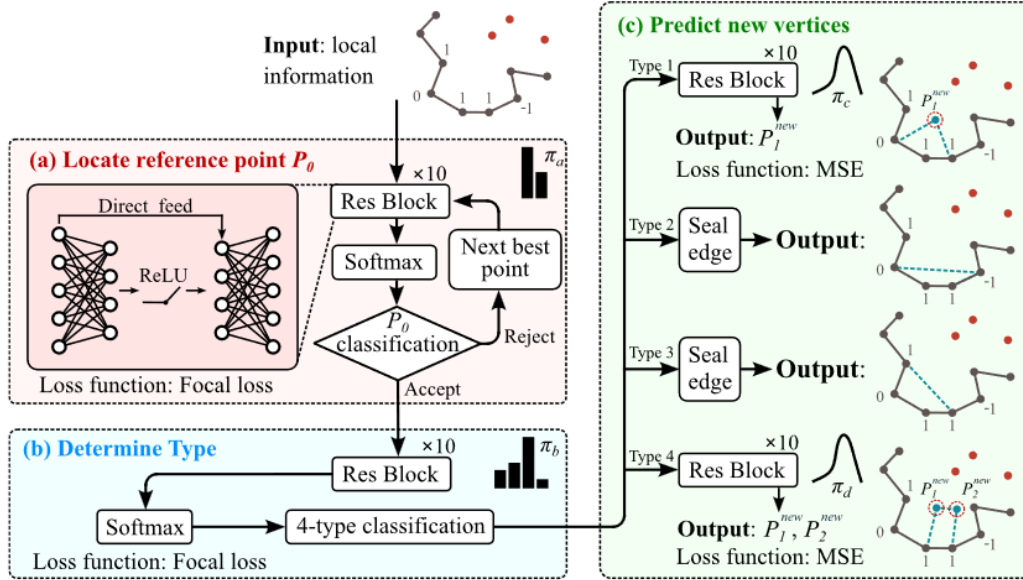 Input: local
information
1
0
1
1
-1
(a) Locate reference point P0
×10
πa
Res Block
Direct feed
ReLU
Softmax
Next best
point
P0
classification
Reject
Accept
Loss function: Focal loss
(b) Determine Type
×10
πb
Res Block
Softmax
4-type classification
Loss function: Focal loss
(c) Predict new vertices
Type 1
×10
Res Block
πc
Output: P1^new
Loss function: MSE
1
P1^new
0
1
1
-1
Type 2
Seal
edge
Output:
1
0
1
1
-1
Type 3
Seal
edge
Output:
1
0
1
1
-1
Type 4
×10
Res Block
πd
Output: P1^new, P2^new
Loss function: MSE
1
P1^new
P2^new
0
1
1
-1